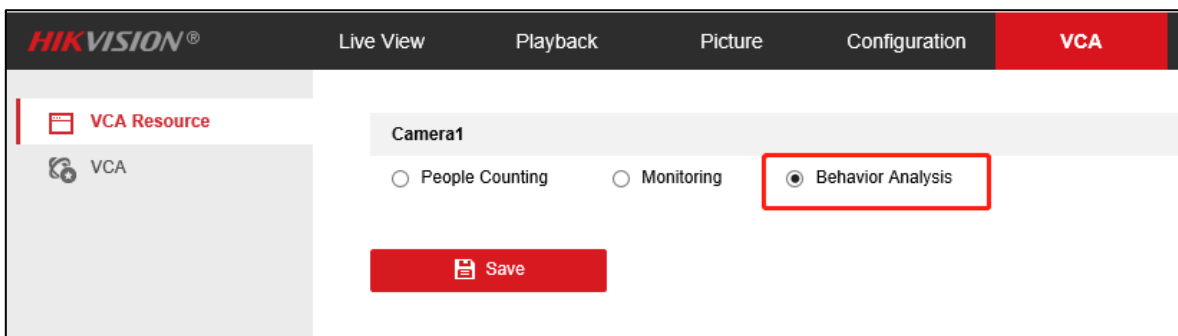 HIKVISION® Live View Playback Picture Configuration VCA
VCA Resource
Camera1
VCA
People Counting Monitoring Behavior Analysis
Save